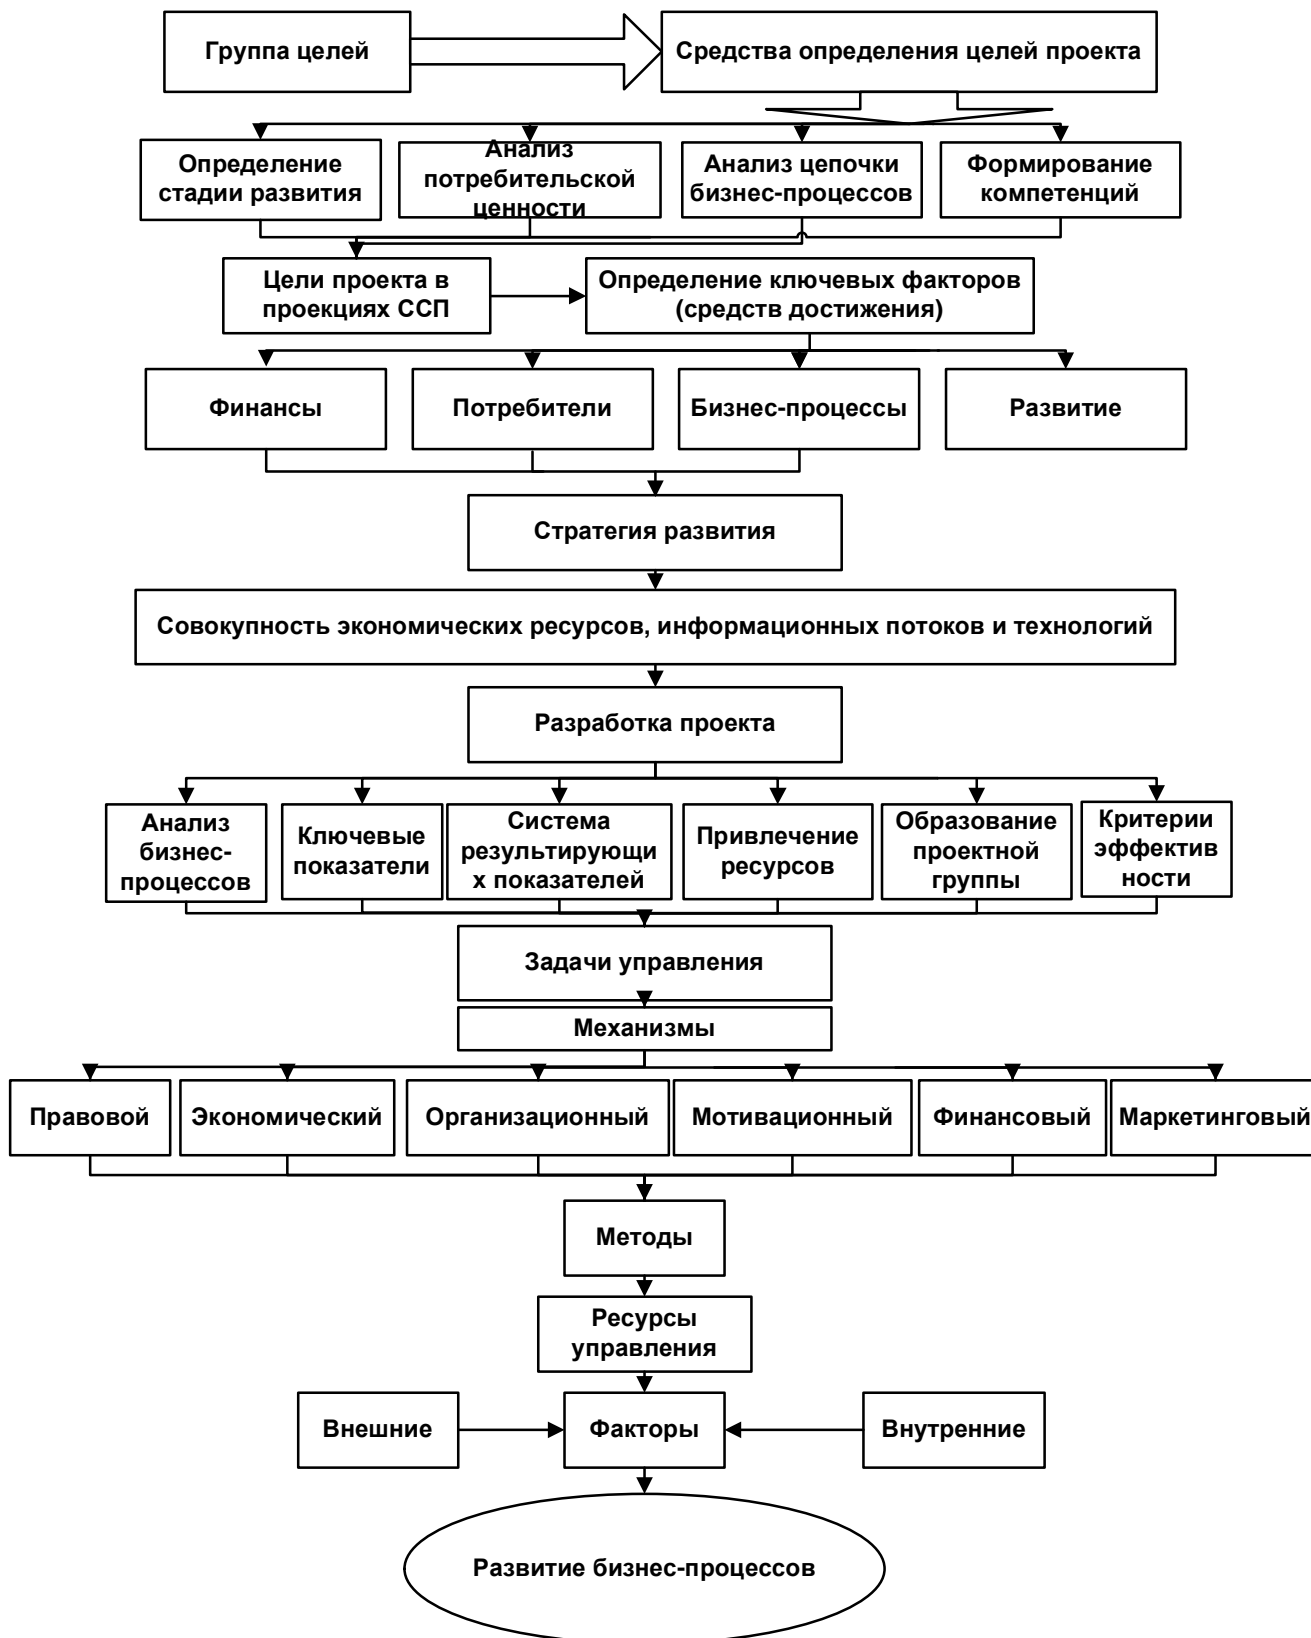 Группа целей
Средства определения целей проекта
Определение
стадии развития
Анализ
потребительской
ценности
Анализ цепочки
бизнес-процессов
Формирование
компетенций
Цели проекта в
проекциях ССП
Определение ключевых факторов
(средств достижения)
Финансы
Потребители
Бизнес-процессы
Развитие
Стратегия развития
Совокупность экономических ресурсов, информационных потоков и технологий
Разработка проекта
Анализ
бизнес-
процессов
Ключевые
показатели
Система
результирующи
х показателей
Привлечение
ресурсов
Образование
проектной
группы
Критерии
эффектив
ности
Задачи управления
Механизмы
Правовой
Экономический
Организационный
Мотивационный
Финансовый
Маркетинговый
Методы
Ресурсы
управления
Внешние
Факторы
Внутренние
Развитие бизнес-процессов